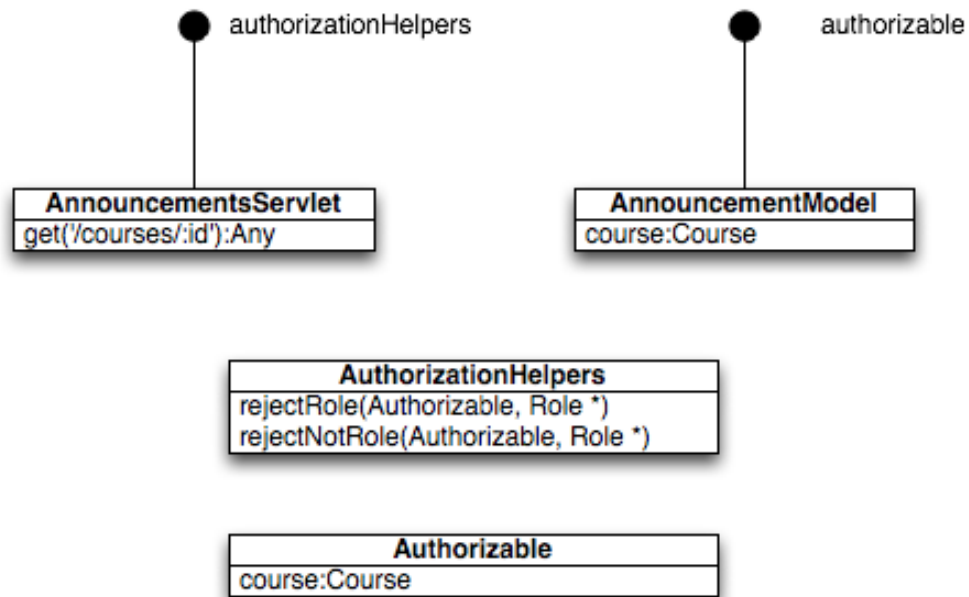 authorizationHelpers
authorizable
AnnouncementsServlet
get('/courses/:id'):Any
AnnouncementModel
course:Course
AuthorizationHelpers
rejectRole(Authorizable, Role *)
rejectNotRole(Authorizable, Role *)
Authorizable
course:Course